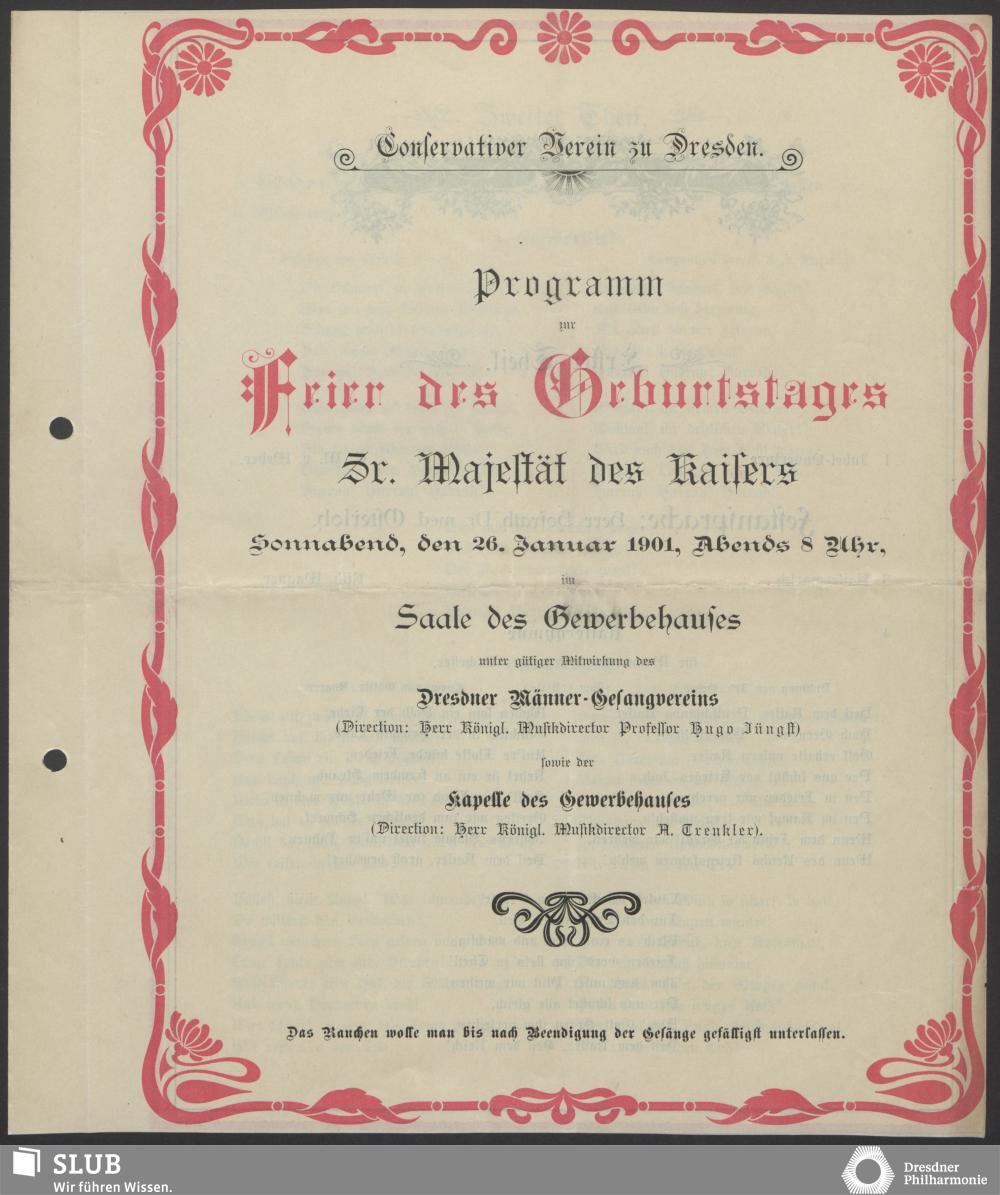 Conservativer Verein zu Dresden.
Programm
zur
Feier des Geburtstages
Sr. Majestät des Kaisers
Sonnabend, den 26. Januar 1901, Abends 8 Uhr,
im
Saale des Gewerbehauses
unter gütiger Mitwirkung des
Dresdner Männer-Gesangvereins
(Direction: Herr Königl. Musikdirector Professor Hugo Jüngst)
sowie der
Kapelle des Gewerbehauses
(Direction: Herr Königl. Musikdirector A. Trenkler).
Das Rauchen wolle man bis nach Beendigung der Gesänge gefälligst unterlassen.
SLUB
Wir führen Wissen.
Dresdner
Philharmonie